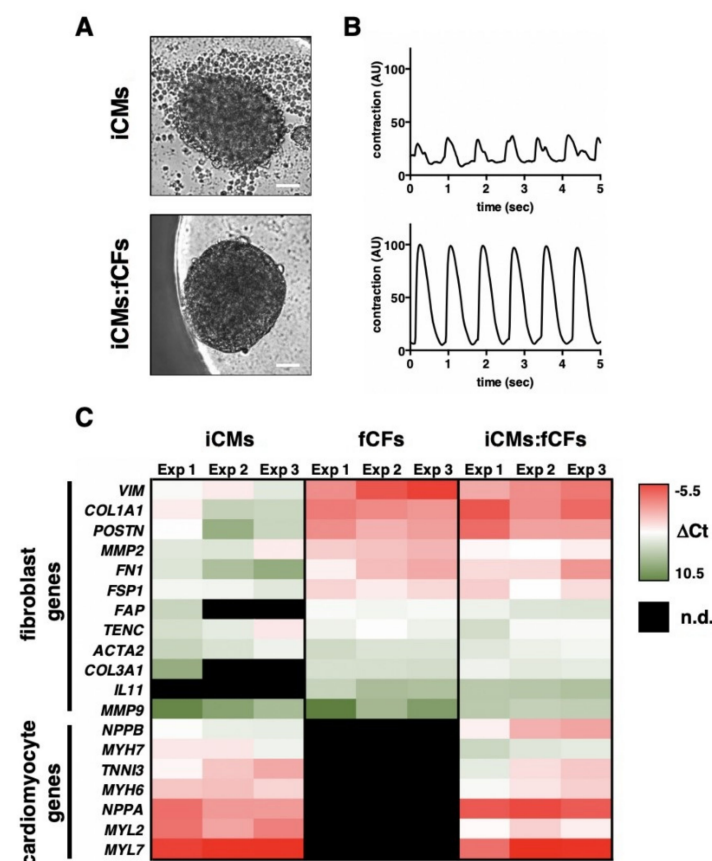 A
B
iCMs
contraction (AU)
100
50
0
0 1 2 3 4 5
time (sec)
iCMs:fCFs
contraction (AU)
100
50
0
0 1 2 3 4 5
time (sec)
C
iCMs fCFs iCMs:fCFs
Exp 1 Exp 2 Exp 3 Exp 1 Exp 2 Exp 3 Exp 1 Exp 2 Exp 3
fibroblast
genes
VIM
COL1A1
POSTN
MMP2
FN1
FSP1
FAP
TENC
ACTA2
COL3A1
IL11
MMP9
cardiomyocyte
genes
NPPB
MYH7
TNNI3
MYH6
NPPA
MYL2
MYL7
-5.5
ΔCt
10.5
n.d.